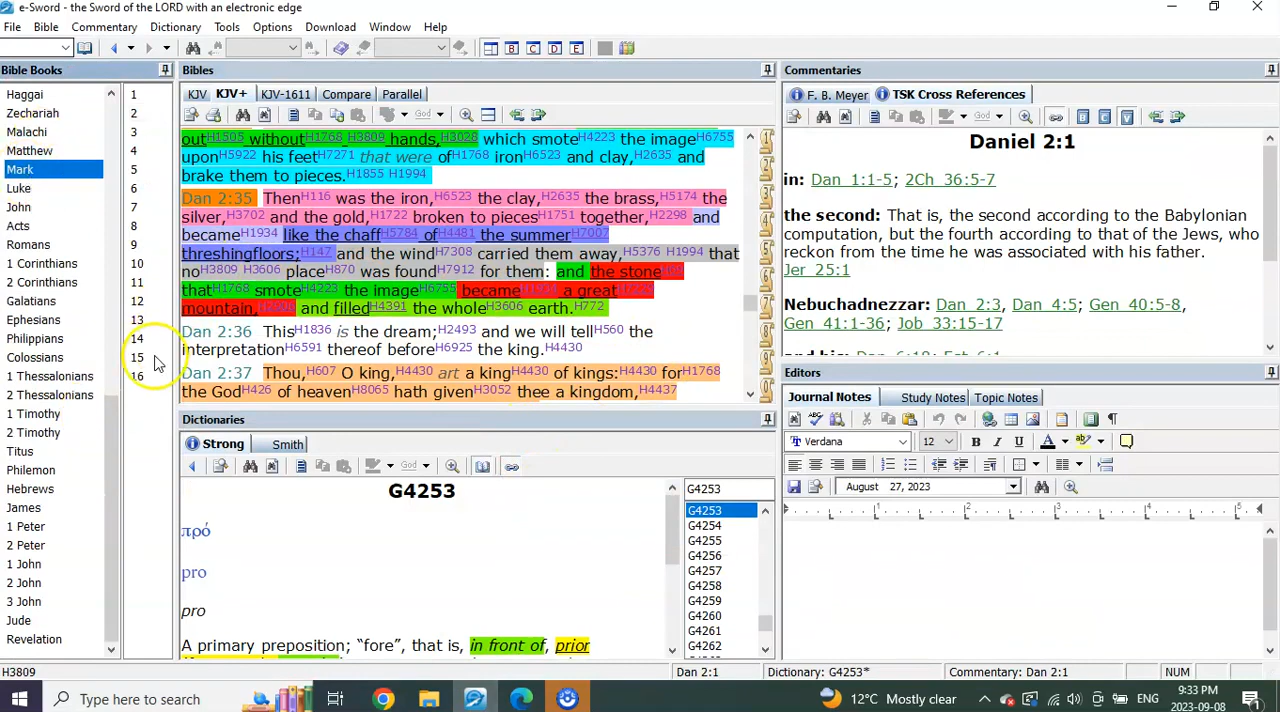 e-Sword - the Sword of the LORD with an electronic edge
File Bible Commentary Dictionary Tools Options Download Window Help
B C D E
Bible Books
Haggai
Zechariah
Malachi
Matthew
Mark
Luke
John
Acts
Romans
1 Corinthians
2 Corinthians
Galatians
Ephesians
Philippians
Colossians
1 Thessalonians
2 Thessalonians
1 Timothy
2 Timothy
Titus
Philemon
Hebrews
James
1 Peter
2 Peter
1 John
2 John
3 John
Jude
Revelation
1
2
3
4
5
6
7
8
9
10
11
12
13
14
15
16
Bibles
KJV KJV+ KJV-1611 Compare Parallel
God
outH1505 withoutH1768 H3809 hands,H3028 which smoteH4223 the imageH6755
uponH5922 his feetH7271 that were ofH1768 ironH6523 and clay,H2635 and
brake them to pieces.H1855 H1994
Dan 2:35 ThenH116 was the iron,H6523 the clay,H2635 the brass,H5174 the
silver,H3702 and the gold,H1722 broken to piecesH1751 together,H2298 and
becameH1934 like the chaffH5784 ofH4481 the summerH7007
threshingfloors;H147 and the windH7308 carried them away,H5376 H1994 that
noH3809 H3606 placeH870 was foundH7912 for them: and the stoneH69
thatH1768 smoteH4223 the imageH6755 becameH1934 a greatH7223
mountain,H2906 and filledH4391 the wholeH3606 earth.H772
Dan 2:36 ThisH1836 is the dream;H2493 and we will tellH560 the
interpretationH6591 thereof beforeH6925 the king.H4430
Dan 2:37 Thou,H607 O king,H4430 art a kingH4430 of kings:H4430 forH1768
the GodH426 of heavenH8065 hath givenH3052 thee a kingdom,H4437
Dictionaries
Strong Smith
God
G4253
πρό
pro
pro
A primary preposition; “fore”, that is, in front of, prior
G4253
G4253
G4254
G4255
G4256
G4257
G4258
G4259
G4260
G4261
G4262
Commentaries
F. B. Meyer TSK Cross References
God
Daniel 2:1
in: Dan 1:1-5; 2Ch 36:5-7
the second: That is, the second according to the Babylonian
computation, but the fourth according to that of the Jews, who
reckon from the time he was associated with his father.
Jer 25:1
Nebuchadnezzar: Dan 2:3, Dan 4:5; Gen 40:5-8,
Gen 41:1-36; Job 33:15-17
Editors
Journal Notes Study Notes Topic Notes
Verdana 12 B I U A
August 27, 2023
1 2 3 4 5
H3809 Dan 2:1 Dictionary: G4253* Commentary: Dan 2:1 NUM
Type here to search
12°C Mostly clear ENG 9:33 PM
2023-09-08